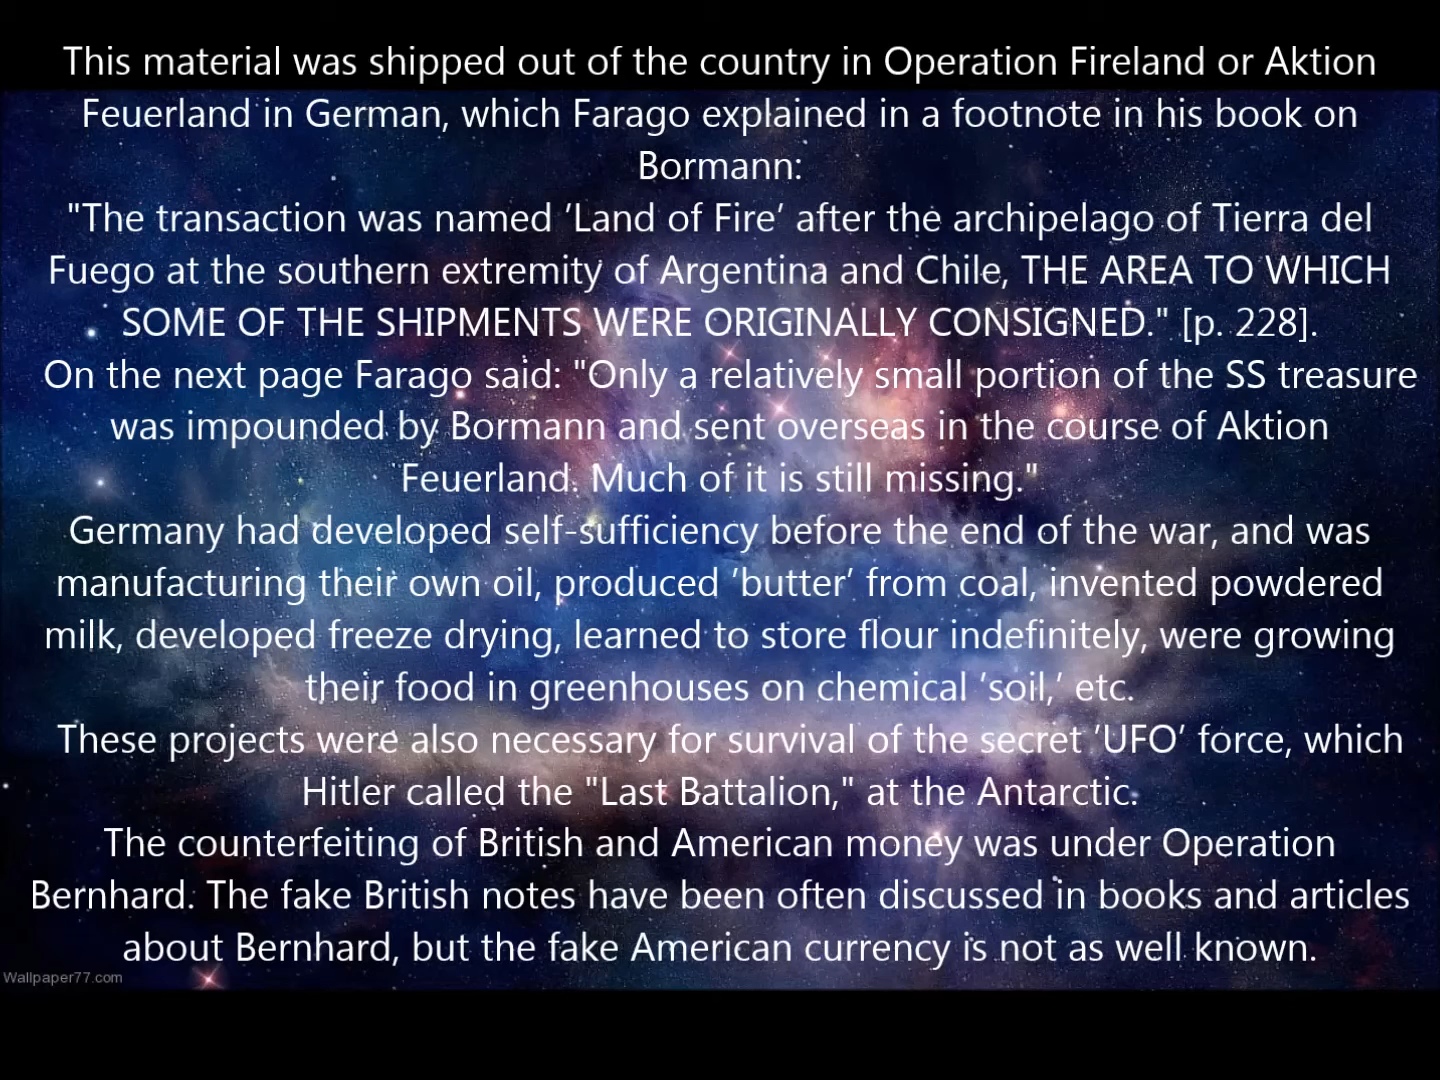 This material was shipped out of the country in Operation Fireland or Aktion
Feuerland in German, which Farago explained in a footnote in his book on
Bormann:
"The transaction was named ‘Land of Fire’ after the archipelago of Tierra del
Fuego at the southern extremity of Argentina and Chile, THE AREA TO WHICH
SOME OF THE SHIPMENTS WERE ORIGINALLY CONSIGNED." [p. 228].
On the next page Farago said: "Only a relatively small portion of the SS treasure
was impounded by Bormann and sent overseas in the course of Aktion
Feuerland. Much of it is still missing."
Germany had developed self-sufficiency before the end of the war, and was
manufacturing their own oil, produced ‘butter’ from coal, invented powdered
milk, developed freeze drying, learned to store flour indefinitely, were growing
their food in greenhouses on chemical ‘soil,’ etc.
These projects were also necessary for survival of the secret ‘UFO’ force, which
Hitler called the "Last Battalion," at the Antarctic.
The counterfeiting of British and American money was under Operation
Bernhard. The fake British notes have been often discussed in books and articles
about Bernhard, but the fake American currency is not as well known.
Wallpaper77.com